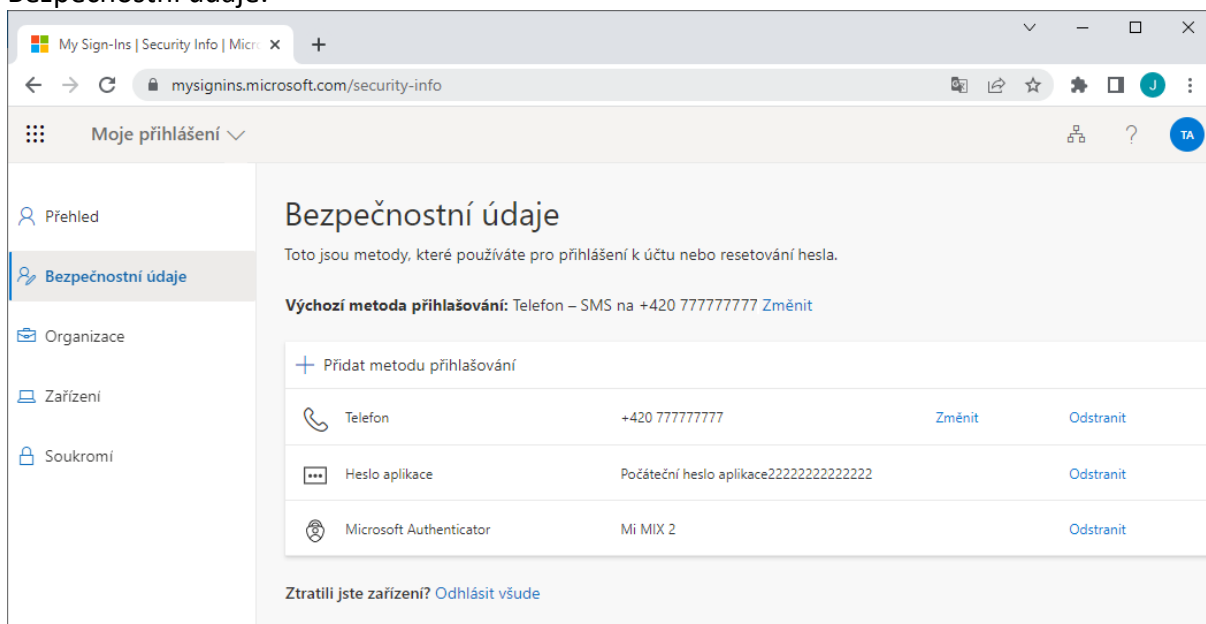 Bezpečnostní údaje:
My Sign-Ins | Security Info | Micro
mysignins.microsoft.com/security-info
J
Moje přihlášení
?
TA
Přehled
Bezpečnostní údaje
Organizace
Zařízení
Soukromí
Bezpečnostní údaje
Toto jsou metody, které používáte pro přihlášení k účtu nebo resetování hesla.
Výchozí metoda přihlašování: Telefon – SMS na +420 777777777 Změnit
Přidat metodu přihlašování
Telefon +420 777777777 Změnit Odstranit
Heslo aplikace Počáteční heslo aplikace22222222222222 Odstranit
Microsoft Authenticator Mi MIX 2 Odstranit
Ztratili jste zařízení? Odhlásit všude